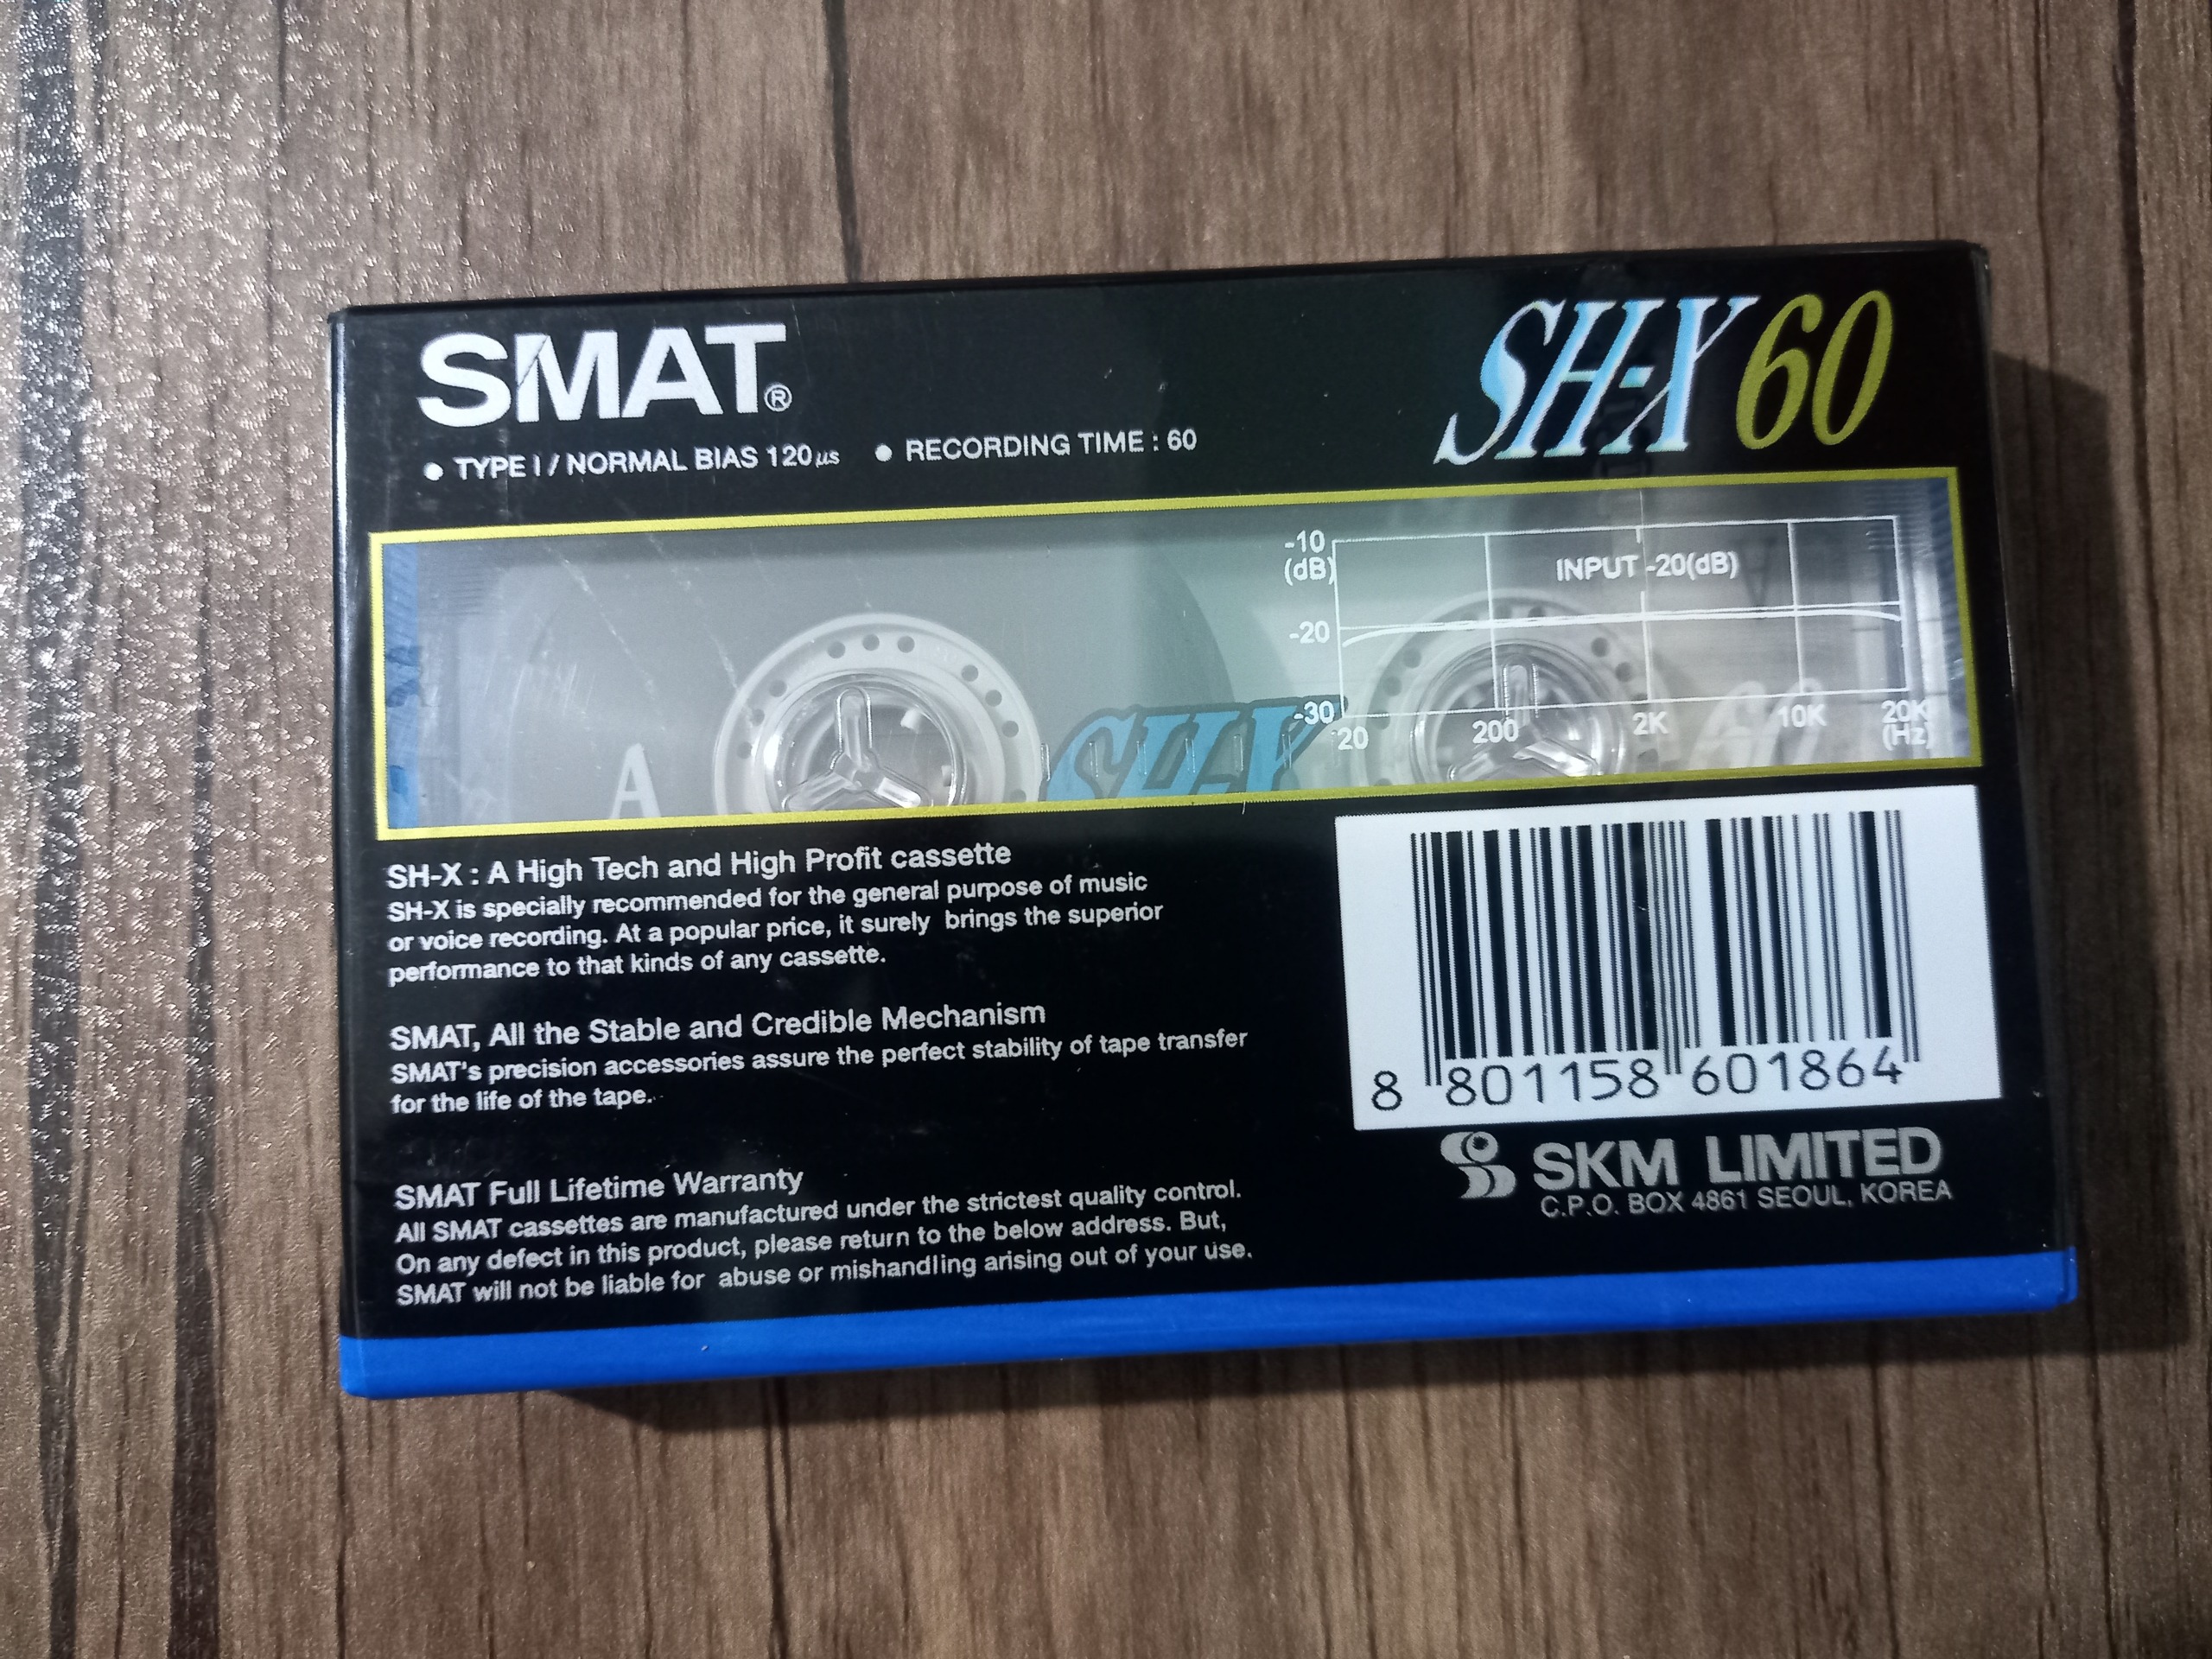 SMAT®
SH-X 60
• TYPE I / NORMAL BIAS 120µs • RECORDING TIME : 60
-10
(dB)
INPUT -20(dB)
-20
-30
20 200 2K 10K 20K
(Hz)
A
SH-X
60
SH-X : A High Tech and High Profit cassette
SH-X is specially recommended for the general purpose of music
or voice recording. At a popular price, it surely brings the superior
performance to that kinds of any cassette.
SMAT, All the Stable and Credible Mechanism
SMAT's precision accessories assure the perfect stability of tape transfer
for the life of the tape.
SMAT Full Lifetime Warranty
All SMAT cassettes are manufactured under the strictest quality control.
On any defect in this product, please return to the below address. But,
SMAT will not be liable for abuse or mishandling arising out of your use.
8 801158 601864
SKM LIMITED
C.P.O. BOX 4861 SEOUL, KOREA